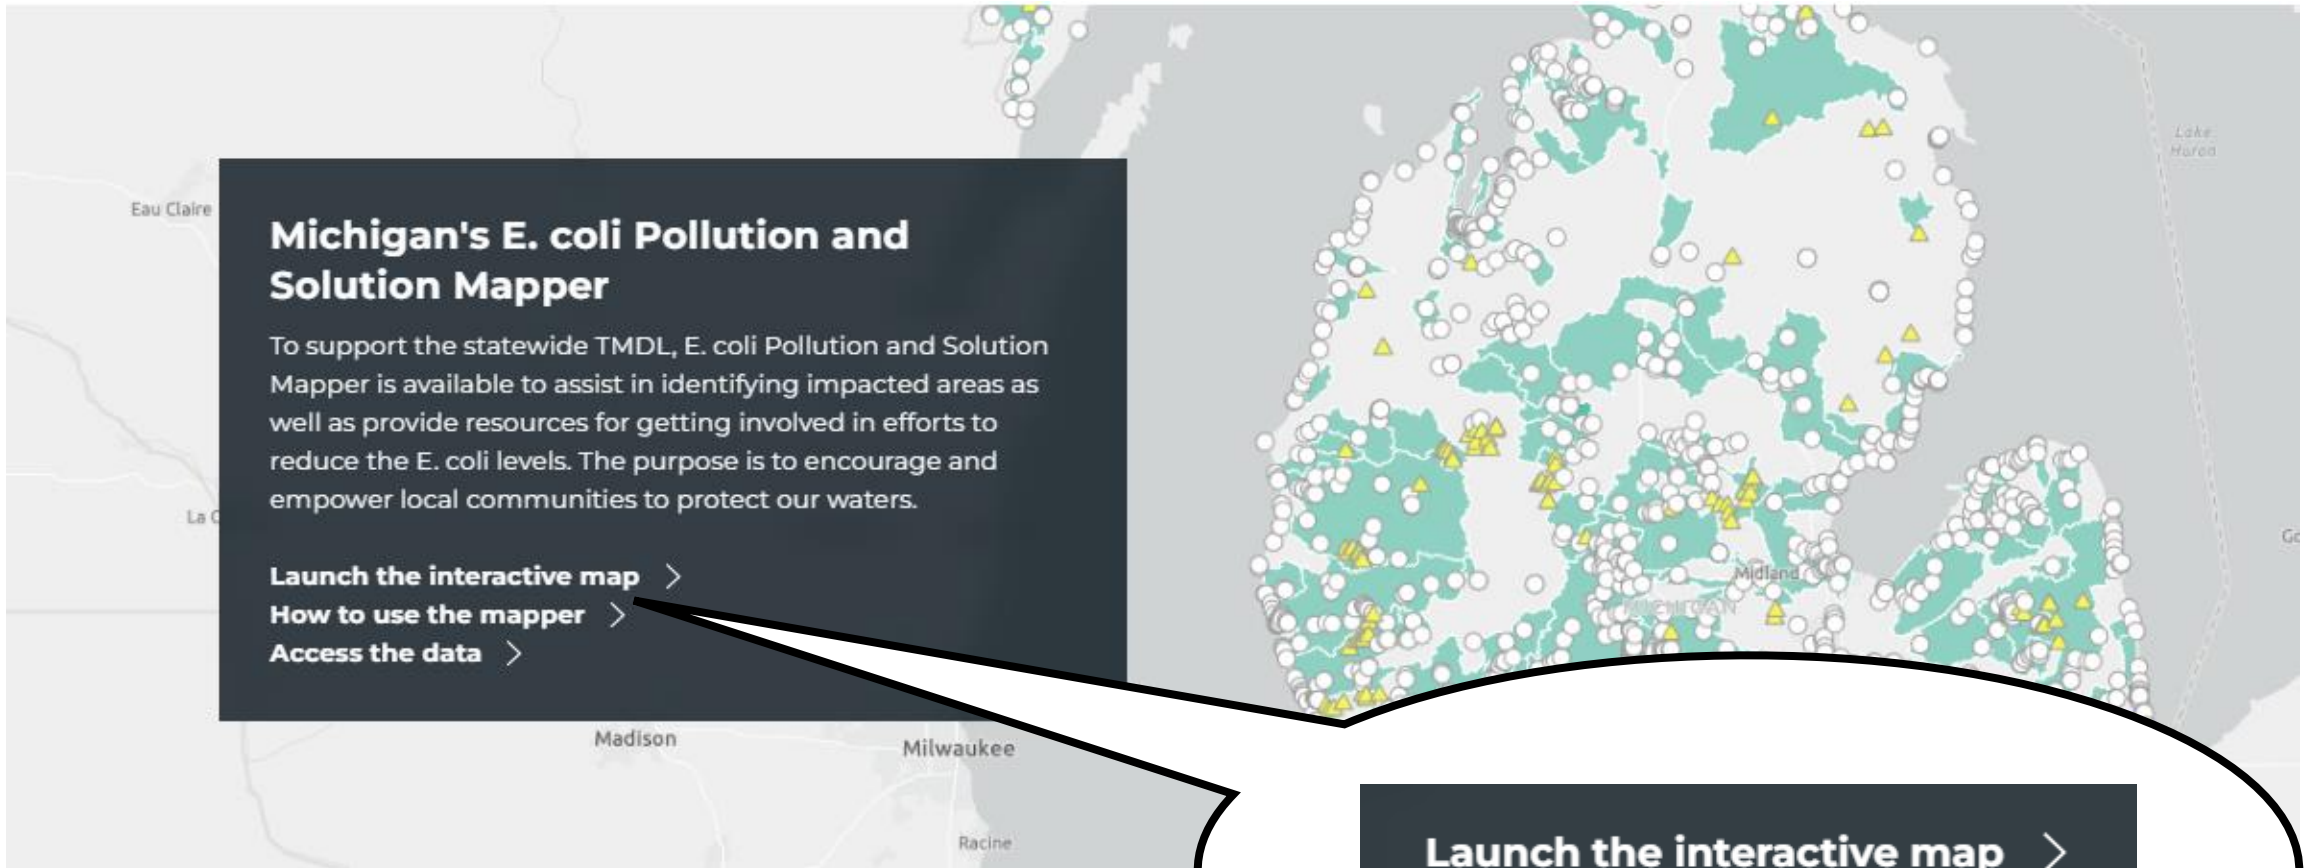 Lake
Huron
Eau Claire
Michigan's E. coli Pollution and
Solution Mapper
To support the statewide TMDL, E. coli Pollution and Solution
Mapper is available to assist in identifying impacted areas as
well as provide resources for getting involved in efforts to
reduce the E. coli levels. The purpose is to encourage and
empower local communities to protect our waters.
La C
Go
Launch the interactive map >
How to use the mapper >
Access the data >
Midland
MICHIGAN
Madison
Milwaukee
Racine
Launch the interactive map >